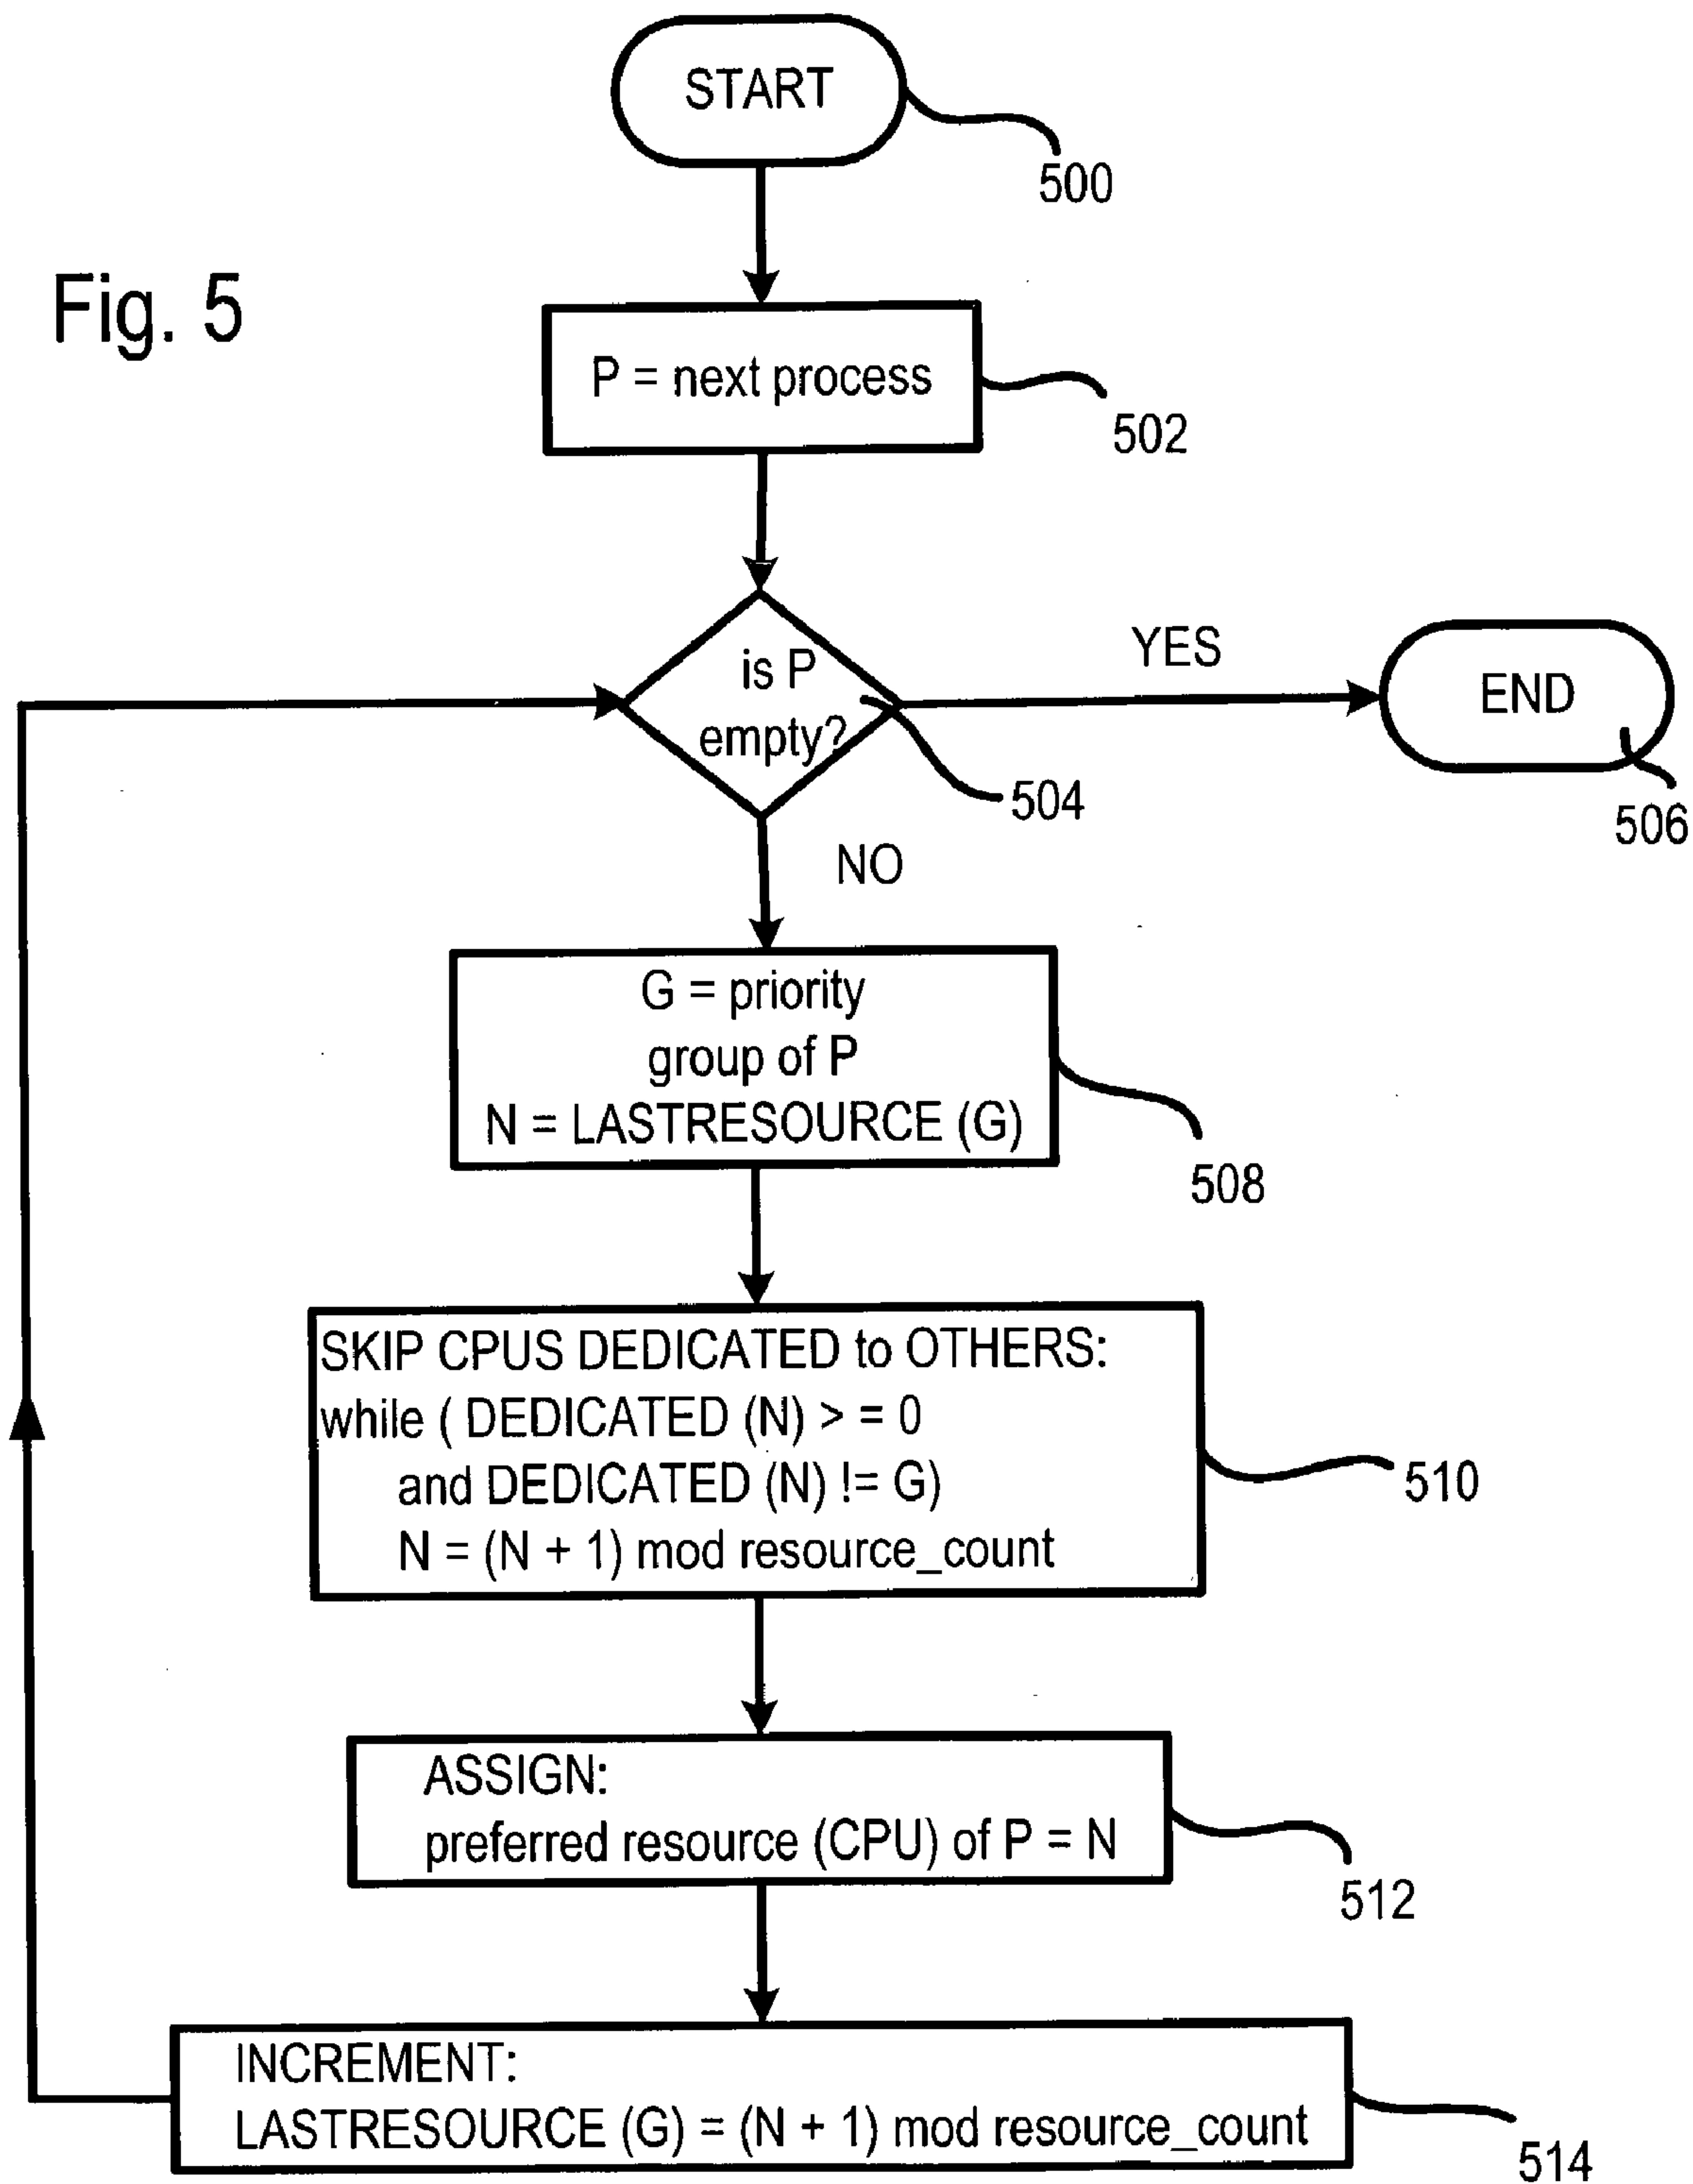 START
500
Fig. 5
P = next process
502
is P
empty?
YES
END
504
506
NO
G = priority
group of P
N = LASTRESOURCE (G)
508
SKIP CPUS DEDICATED to OTHERS:
while ( DEDICATED (N) > = 0
and DEDICATED (N) != G)
N = (N + 1) mod resource_count
510
ASSIGN:
preferred resource (CPU) of P = N
512
INCREMENT:
LASTRESOURCE (G) = (N + 1) mod resource_count
514